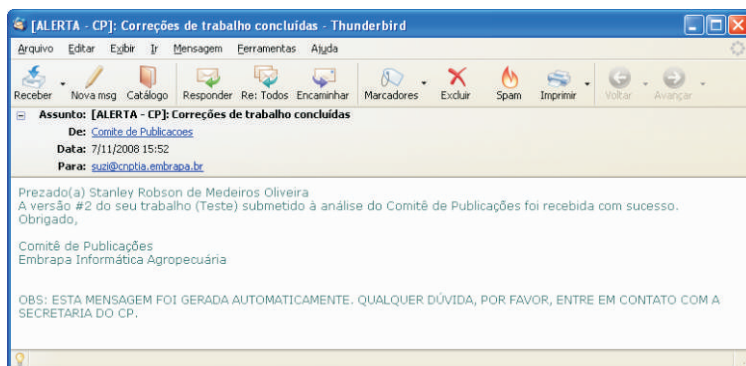 [ALERTA - CP]: Correções de trabalho concluídas - Thunderbird
Arquivo Editar Exibir Ir Mensagem Ferramentas Ajuda
Receber Nova msg Catálogo Responder Re: Todos Encaminhar Marcadores Excluir Spam Imprimir Voltar Avançar
Assunto: [ALERTA - CP]: Correções de trabalho concluídas
De: Comite de Publicacoes
Data: 7/11/2008 15:52
Para: suzi@cnptia.embrapa.br
Prezado(a) Stanley Robson de Medeiros Oliveira
A versão #2 do seu trabalho (Teste) submetido à análise do Comitê de Publicações foi recebida com sucesso.
Obrigado,
Comitê de Publicações
Embrapa Informática Agropecuária
OBS: ESTA MENSAGEM FOI GERADA AUTOMATICAMENTE. QUALQUER DÚVIDA, POR FAVOR, ENTRE EM CONTATO COM A
SECRETARIA DO CP.